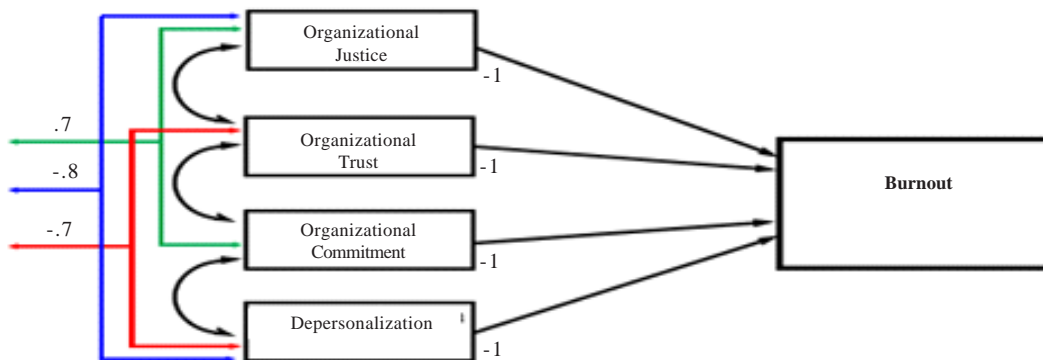 Organizational
Justice
-1
.7
Organizational
Trust
-1
-.8
Burnout
-.7
Organizational
Commitment
-1
Depersonalization
-1